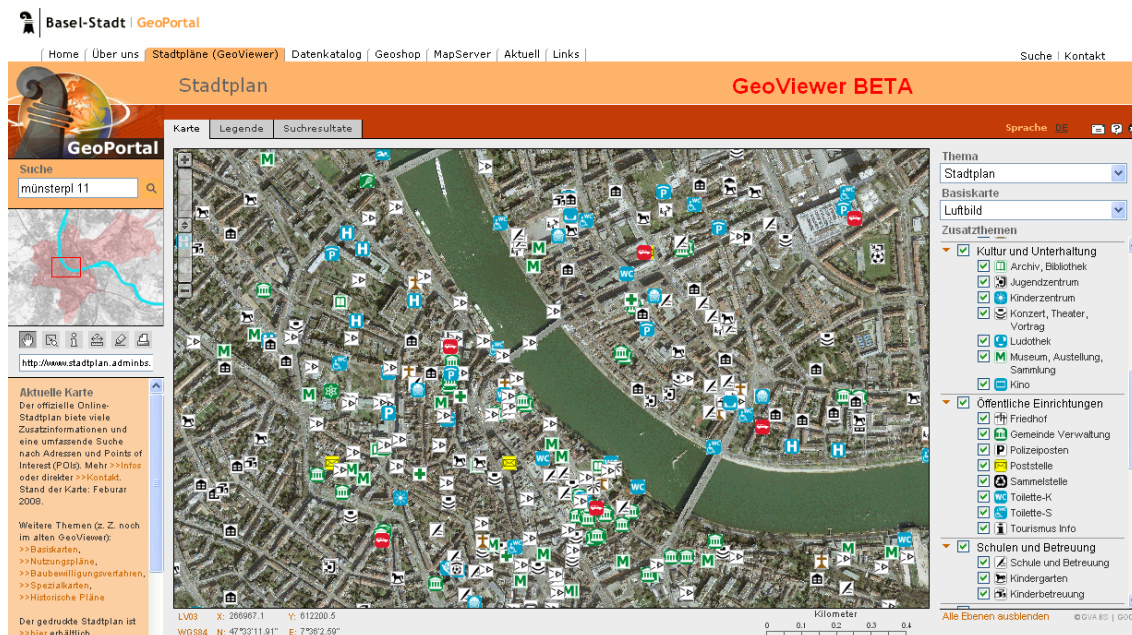 Basel-Stadt | GeoPortal
Home | Über uns | Stadtpläne (GeoViewer) | Datenkatalog | Geoshop | MapServer | Aktuell | Links
Suche | Kontakt
Stadtplan
GeoViewer BETA
GeoPortal
Karte
Legende
Suchresultate
Sprache DE
Suche
münsterpl 11
http://www.stadtplan.adminbs.
Aktuelle Karte
Der offizielle Online-
Stadtplan biete viele
Zusatzinformationen und
eine umfassende Suche
nach Adressen und Points of
Interest (POIs). Mehr >>Infos
oder direkter >>Kontakt.
Stand der Karte: Feburar
2008.
Weitere Themen (z. Z. noch
im alten GeoViewer):
>>Basiskarten,
>>Nutzungspläne,
>>Baubewilligungsverfahren,
>>Spezialkarten,
>>Historische Pläne
Der gedruckte Stadtplan ist
>>hier erhältlich
Thema
Stadtplan
Basiskarte
Luftbild
Zusatzthemen
Kultur und Unterhaltung
Archiv, Bibliothek
Jugendzentrum
Kinderzentrum
Konzert, Theater,
Vortrag
Ludothek
Museum, Austellung,
Sammlung
Kino
Öffentliche Einrichtungen
Friedhof
Gemeinde Verwaltung
Polizeiposten
Poststelle
Sammelstelle
Toilette-K
Toilette-S
Tourismus Info
Schulen und Betreuung
Schule und Betreuung
Kindergarten
Kinderbetreuung
Alle Ebenen ausblenden
LV03 X: 266967.1 Y: 612200.5
WGS84 N: 47°33'11.91" E: 7°36'2.59"
Kilometer
0 0.1 0.2 0.3 0.4